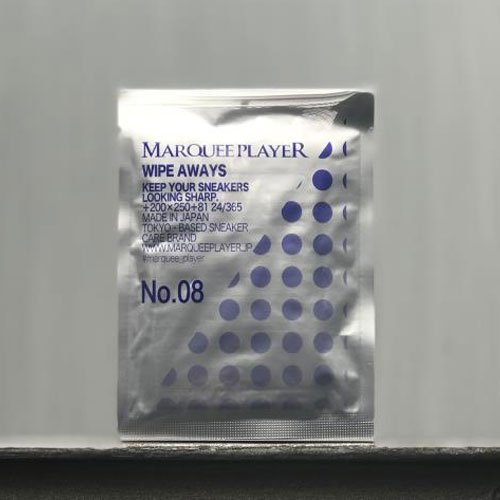 MARQUEE PLAYER
WIPE AWAYS
KEEP YOUR SNEAKERS
LOOKING SHARP.
+200×250+81 24/365
MADE IN JAPAN
TOKYO - BASED SNEAKER
CARE BRAND
WWW.MARQUEEPLAYER.JP
#marquee_player
No.08